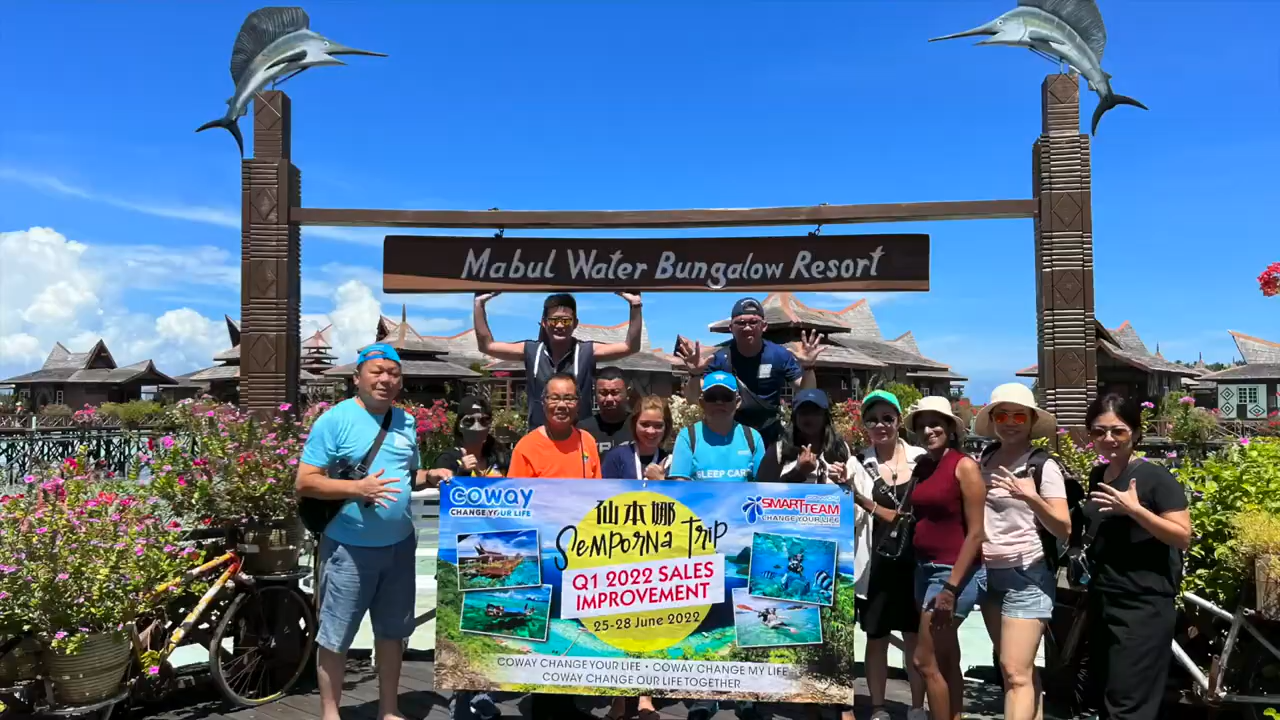 Mabul Water Bungalow Resort
SLEEP CARE
COWAY
CHANGE YOUR LIFE
仙本娜
Semporna Trip
Q1 2022 SALES
IMPROVEMENT
25-28 June 2022
SMARTTEAM
CHANGE YOUR LIFE
COWAY CHANGE YOUR LIFE • COWAY CHANGE MY LIFE
COWAY CHANGE OUR LIFE TOGETHER